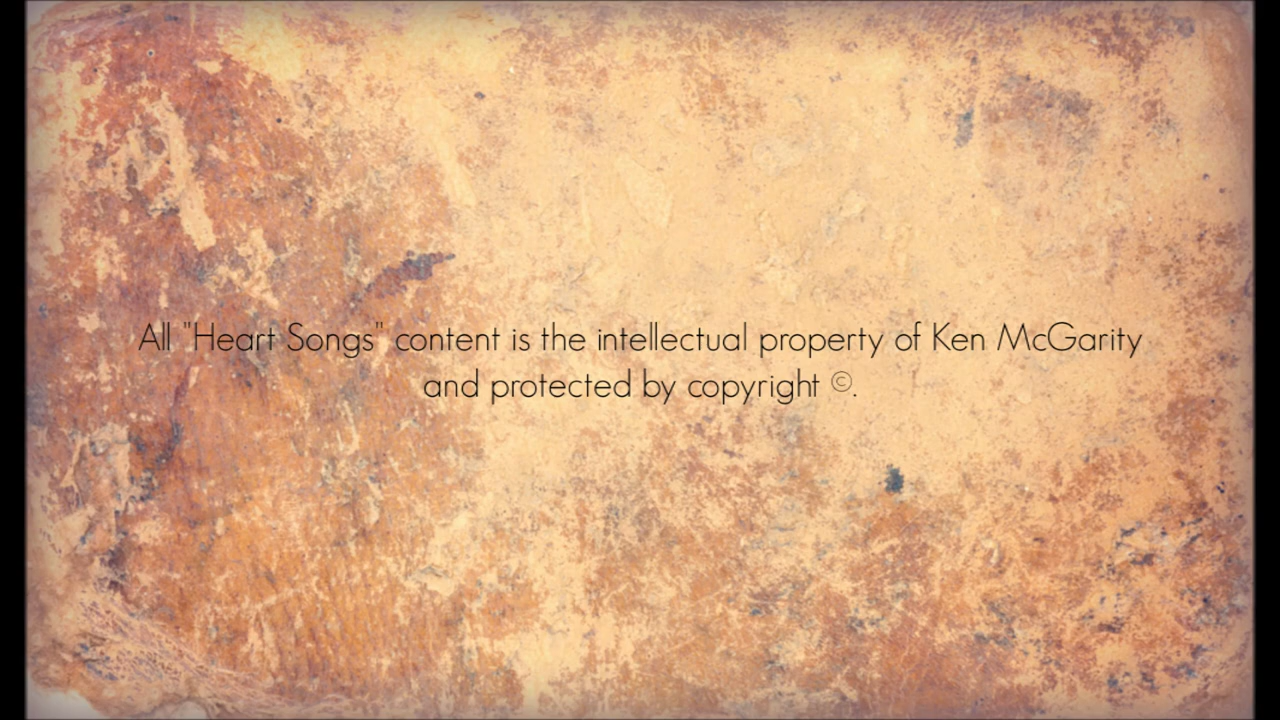 All "Heart Songs" content is the intellectual property of Ken McGarity
and protected by copyright ©.